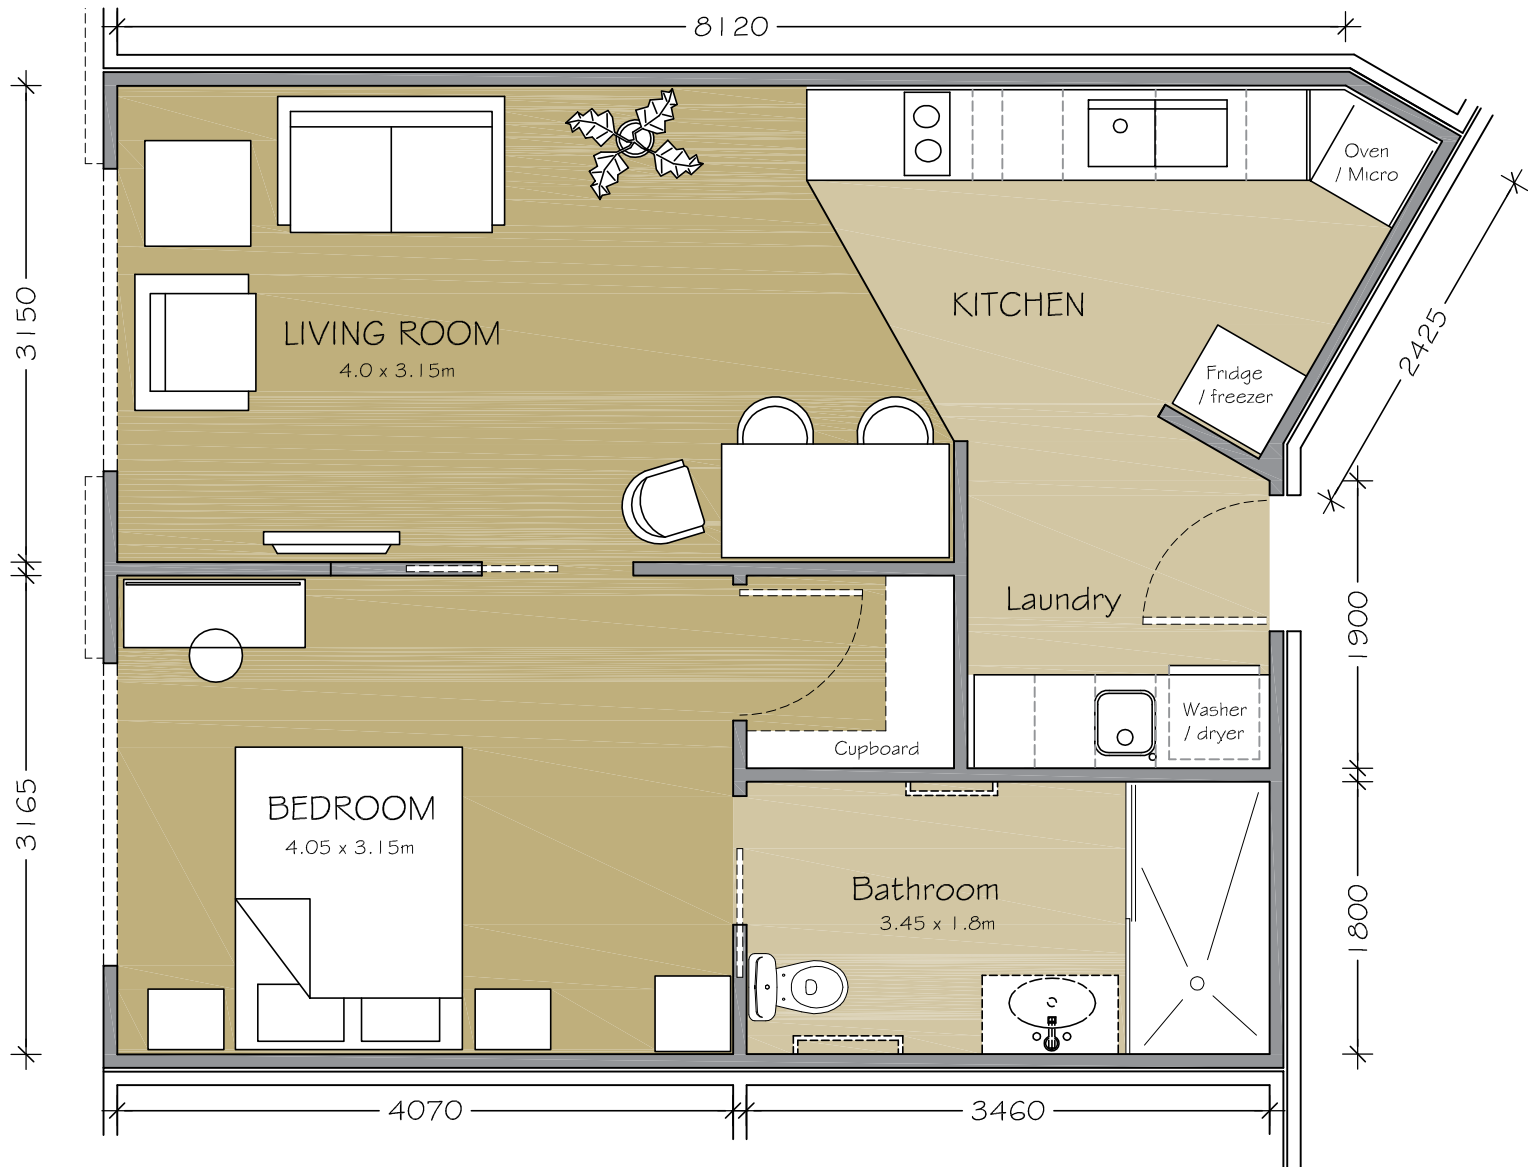 8120
Oven
/ Micro
KITCHEN
3150
LIVING ROOM
4.0 x 3.15m
2425
Fridge
/ freezer
Laundry
1900
Washer
/ dryer
Cupboard
BEDROOM
4.05 x 3.15m
3165
Bathroom
3.45 x 1.8m
1800
4070
3460